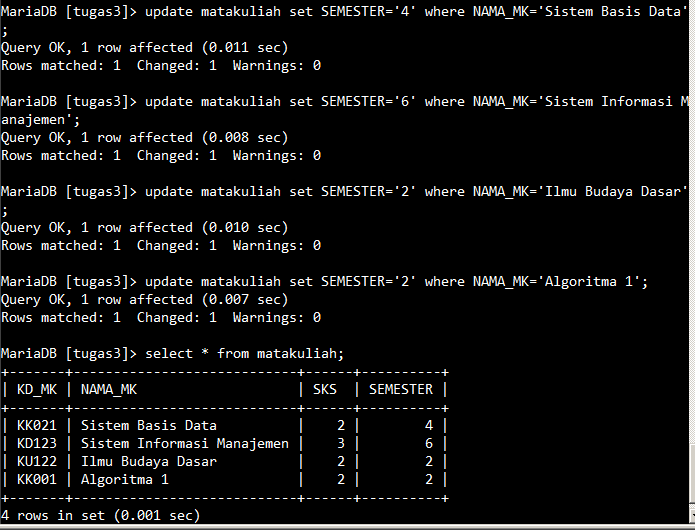 MariaDB [tugas3]> update matakuliah set SEMESTER='4' where NAMA_MK='Sistem Basis Data'
;
Query OK, 1 row affected (0.011 sec)
Rows matched: 1  Changed: 1  Warnings: 0

MariaDB [tugas3]> update matakuliah set SEMESTER='6' where NAMA_MK='Sistem Informasi M
anajemen';
Query OK, 1 row affected (0.008 sec)
Rows matched: 1  Changed: 1  Warnings: 0

MariaDB [tugas3]> update matakuliah set SEMESTER='2' where NAMA_MK='Ilmu Budaya Dasar'
;
Query OK, 1 row affected (0.010 sec)
Rows matched: 1  Changed: 1  Warnings: 0

MariaDB [tugas3]> update matakuliah set SEMESTER='2' where NAMA_MK='Algoritma 1';
Query OK, 1 row affected (0.007 sec)
Rows matched: 1  Changed: 1  Warnings: 0

MariaDB [tugas3]> select * from matakuliah;
+-------+----------------------------+------+----------+
| KD_MK | NAMA_MK                    | SKS  | SEMESTER |
+-------+----------------------------+------+----------+
| KK021 | Sistem Basis Data          |    2 |        4 |
| KD123 | Sistem Informasi Manajemen |    3 |        6 |
| KU122 | Ilmu Budaya Dasar          |    2 |        2 |
| KK001 | Algoritma 1                |    2 |        2 |
+-------+----------------------------+------+----------+
4 rows in set (0.001 sec)